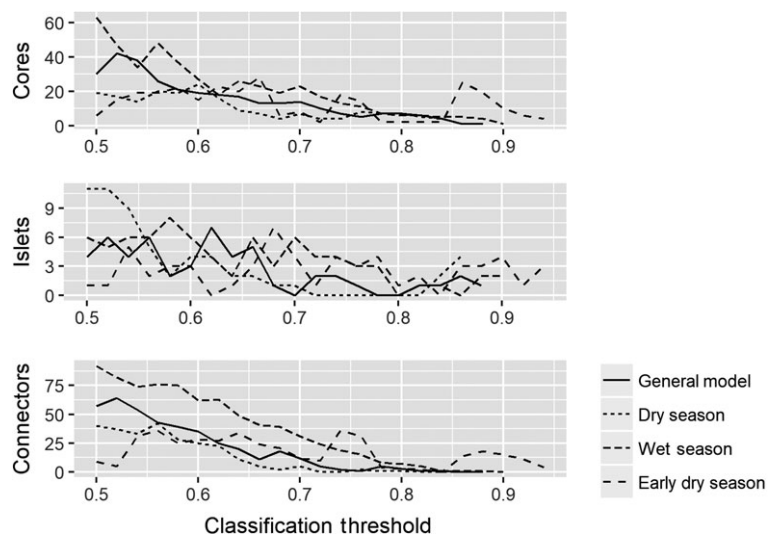 60
40
20
0
Cores
0.5 0.6 0.7 0.8 0.9
9
6
3
0
Islets
0.5 0.6 0.7 0.8 0.9
75
50
25
0
Connectors
0.5 0.6 0.7 0.8 0.9
Classification threshold
General model
Dry season
Wet season
Early dry season